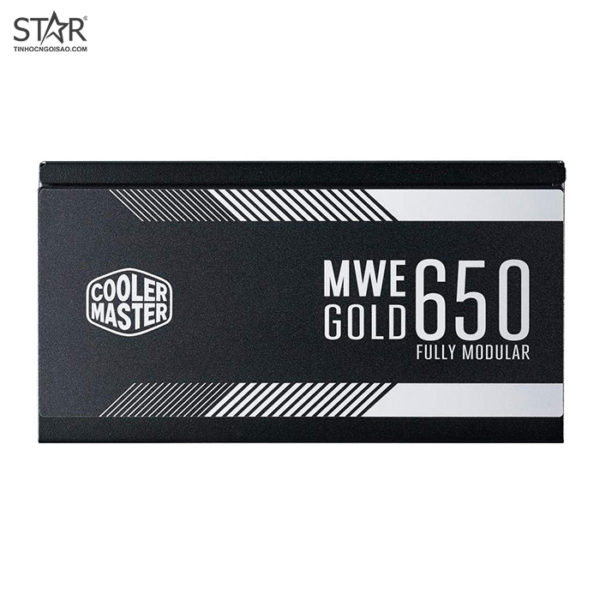 STAR
TINHOCNGOISAO.COM
COOLER
MASTER
MWE
GOLD
650
FULLY MODULAR